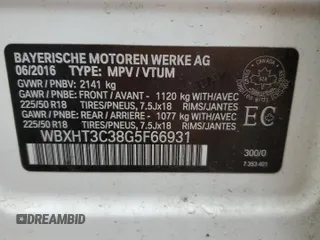 BAYERISCHE MOTOREN WERKE AG
06/2016 TYPE: MPV / VTUM
GVWR / PNBV: 2141 kg
GAWR / PNBE: FRONT / AVANT - 1120 kg WITH/AVEC
225/50 R18 TIRES/PNEUS, 7.5Jx18 RIMS/JANTES
GAWR / PNBE: REAR / ARRIERE - 1077 kg WITH/AVEC
225/50 R18 TIRES/PNEUS, 7.5Jx18 RIMS/JANTES
WBXHT3C38G5F66931
CANADA
EC
300/0
© DEALERBID